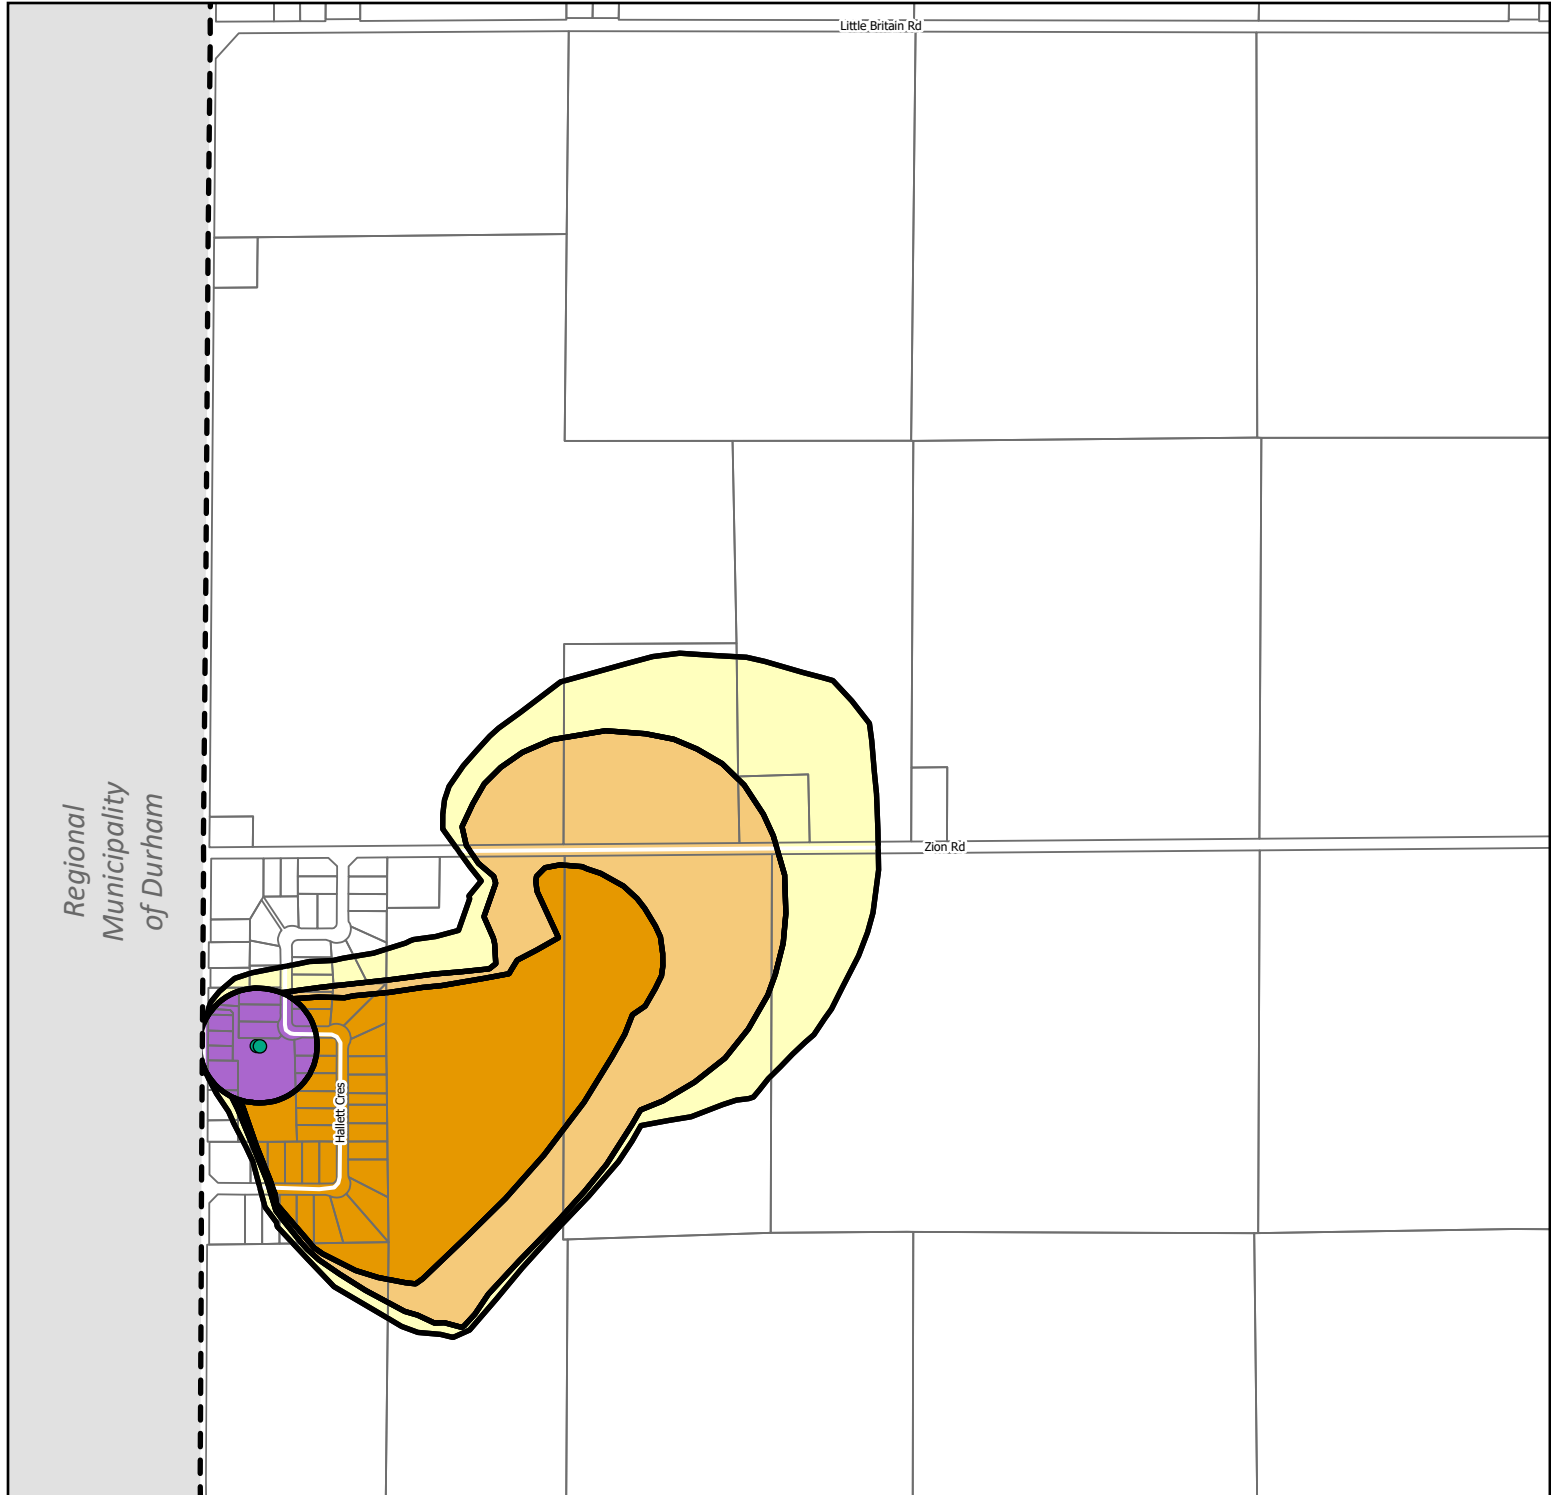 Little Britain Rd
Regional
Municipality
of Durham
Zion Rd
Hallett Cres